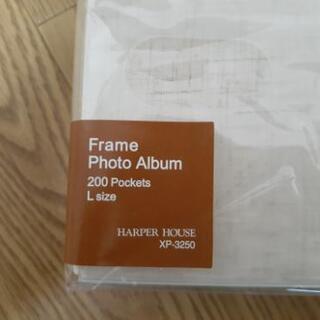 Frame
Photo Album
200 Pockets
L size
HARPER HOUSE
XP-3250